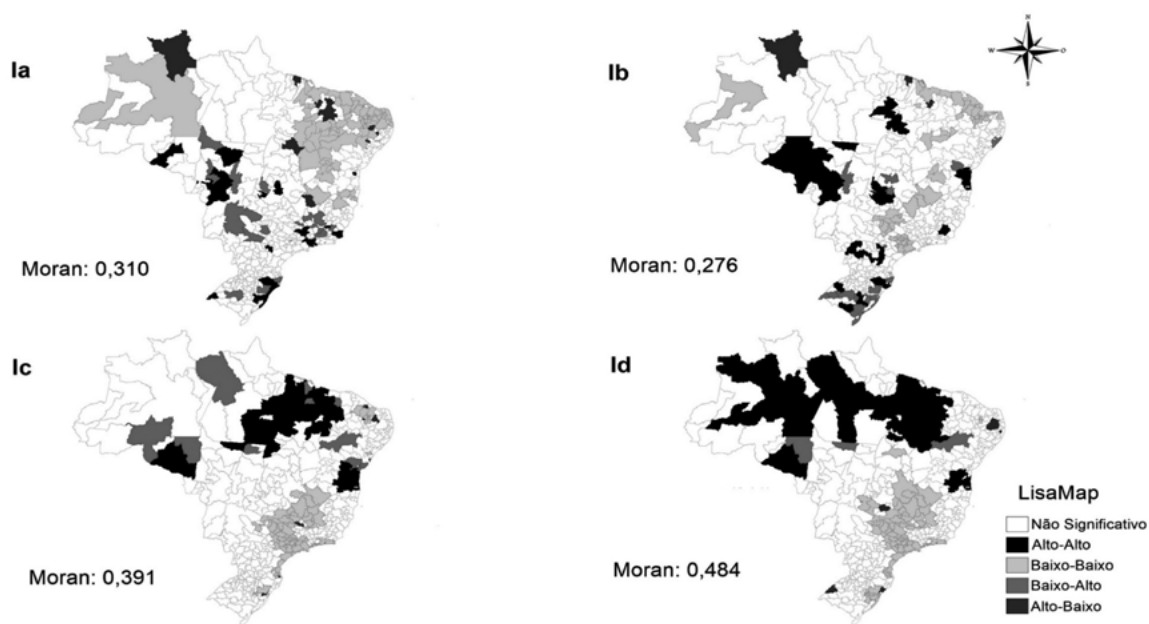 Ia
Ib
N
W
O
S
Moran: 0,310
Moran: 0,276
Ic
Id
LisaMap
Não Significativo
Alto-Alto
Baixo-Baixo
Baixo-Alto
Alto-Baixo
Moran: 0,391
Moran: 0,484